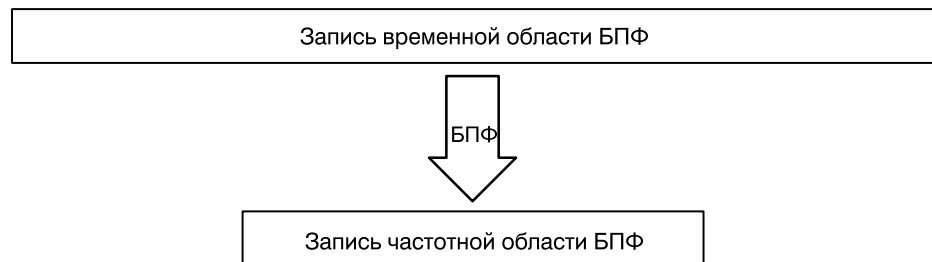 Запись временной области БПФ
БПФ
Запись частотной области БПФ